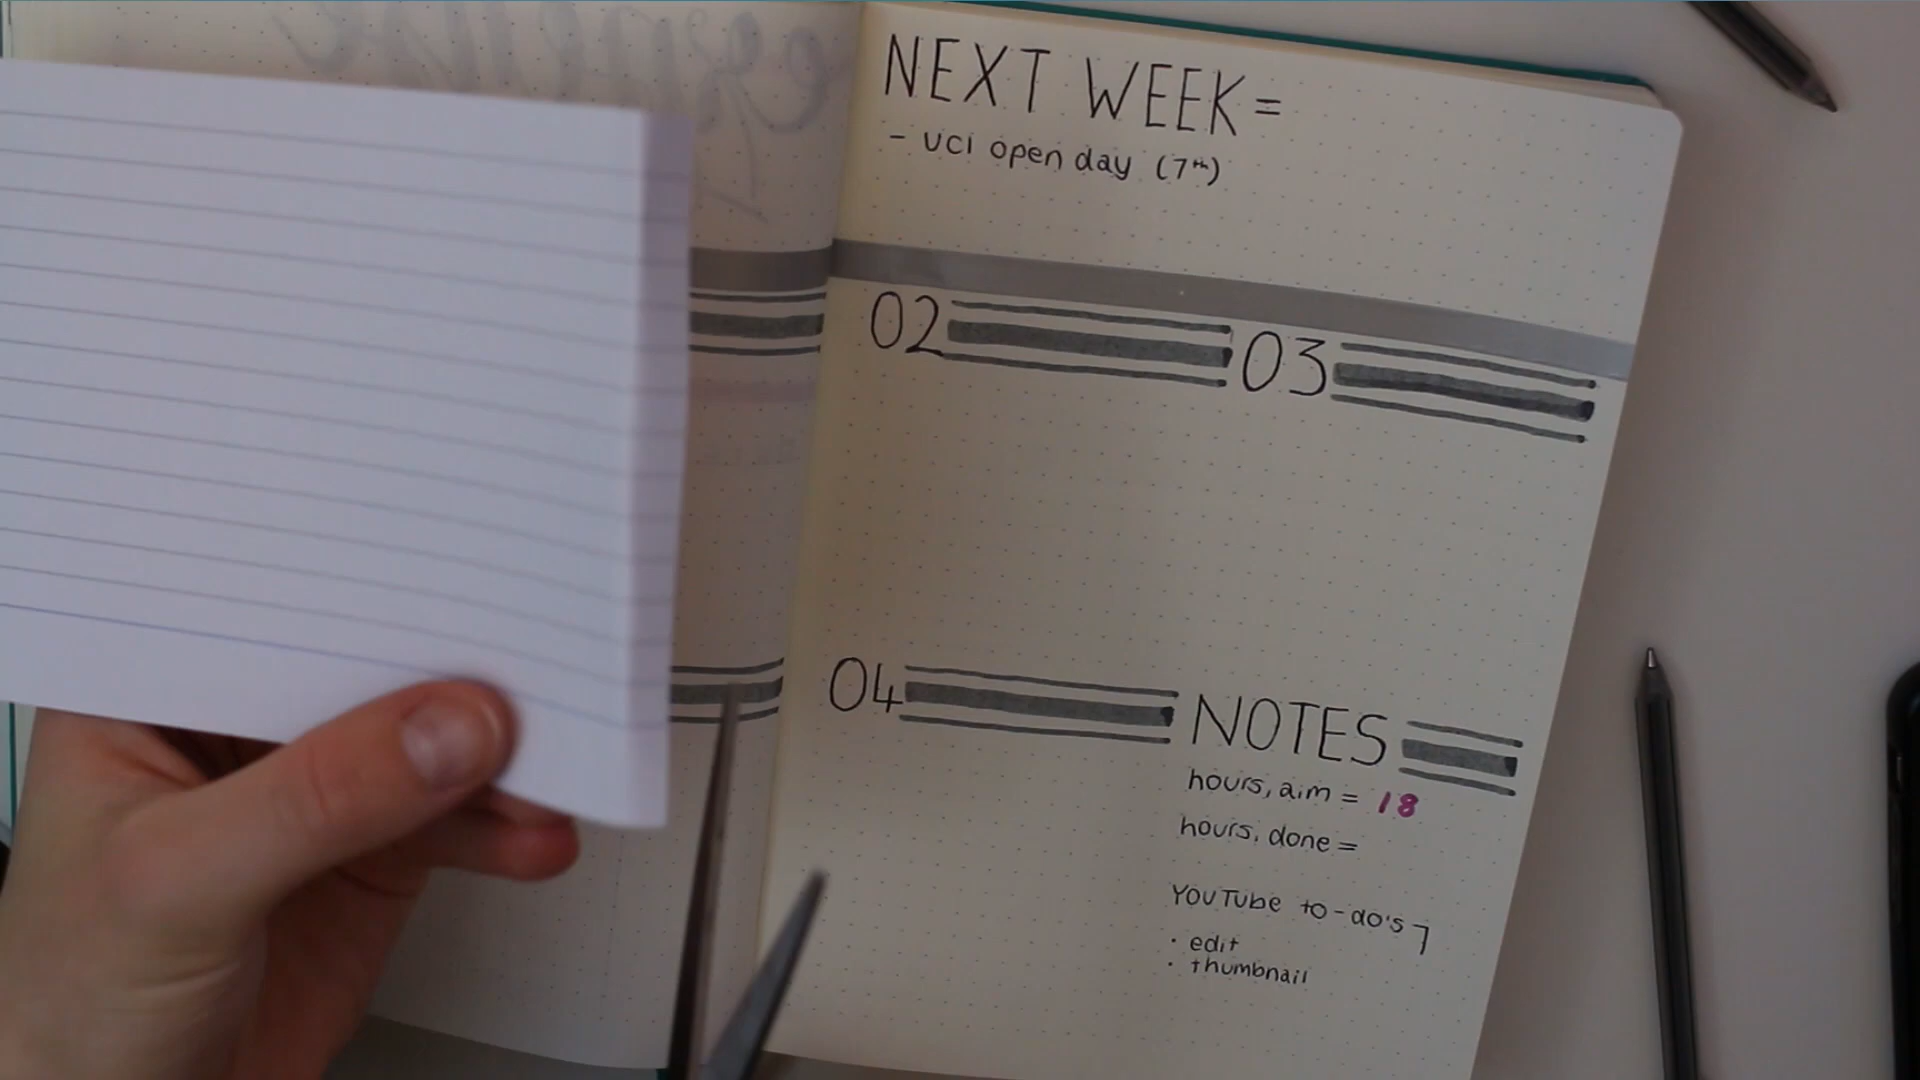 NEXT WEEK =
- UCI open day (7th)
02
03
04
NOTES
hours, aim = 18
hours, done =
YouTube to-do's
• edit
• thumbnail